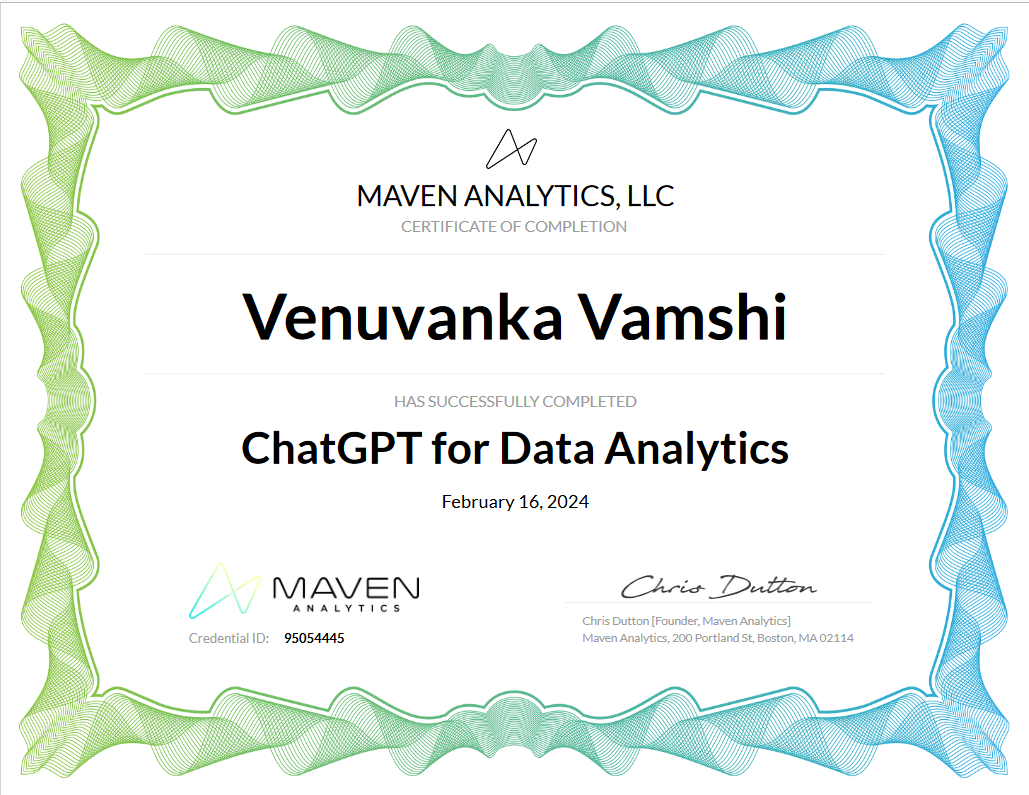 MAVEN ANALYTICS, LLC
CERTIFICATE OF COMPLETION
Venuvanka Vamshi
HAS SUCCESSFULLY COMPLETED
ChatGPT for Data Analytics
February 16, 2024
MAVEN
ANALYTICS
Credential ID: 95054445
Chris Dutton
Chris Dutton [Founder, Maven Analytics]
Maven Analytics, 200 Portland St, Boston, MA 02114